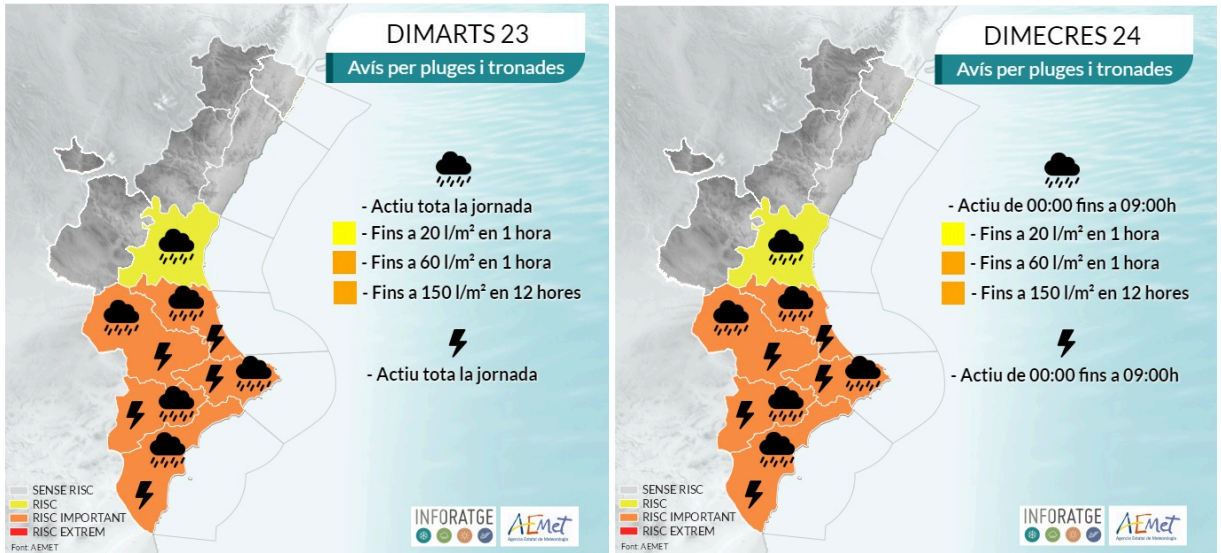 DIMARTS 23
Avís per pluges i tronades
- Actiu tota la jornada
- Fins a 20 l/m² en 1 hora
- Fins a 60 l/m² en 1 hora
- Fins a 150 l/m² en 12 hores
- Actiu tota la jornada
SENSE RISC
RISC
RISC IMPORTANT
RISC EXTREM
Font: AEMET
INFORATGE
AEMet
Agencia Estatal de Meteorología
DIMECRES 24
Avís per pluges i tronades
- Actiu de 00:00 fins a 09:00h
- Fins a 20 l/m² en 1 hora
- Fins a 60 l/m² en 1 hora
- Fins a 150 l/m² en 12 hores
- Actiu de 00:00 fins a 09:00h
SENSE RISC
RISC
RISC IMPORTANT
RISC EXTREM
Font: AEMET
INFORATGE
AEMet
Agencia Estatal de Meteorología